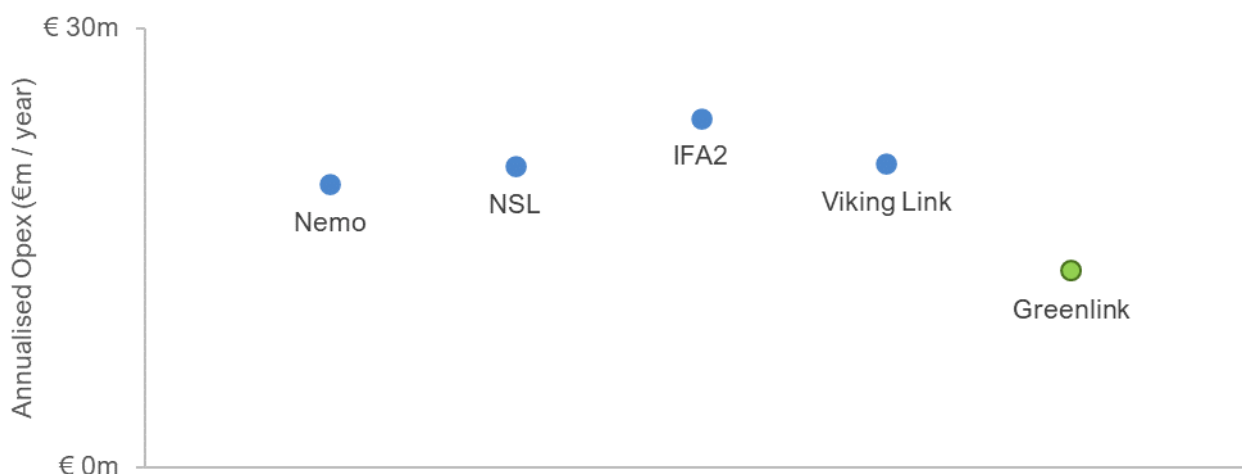 € 30m
Annualised Opex (€m / year)
IFA2
Nemo
NSL
Viking Link
Greenlink
€ 0m